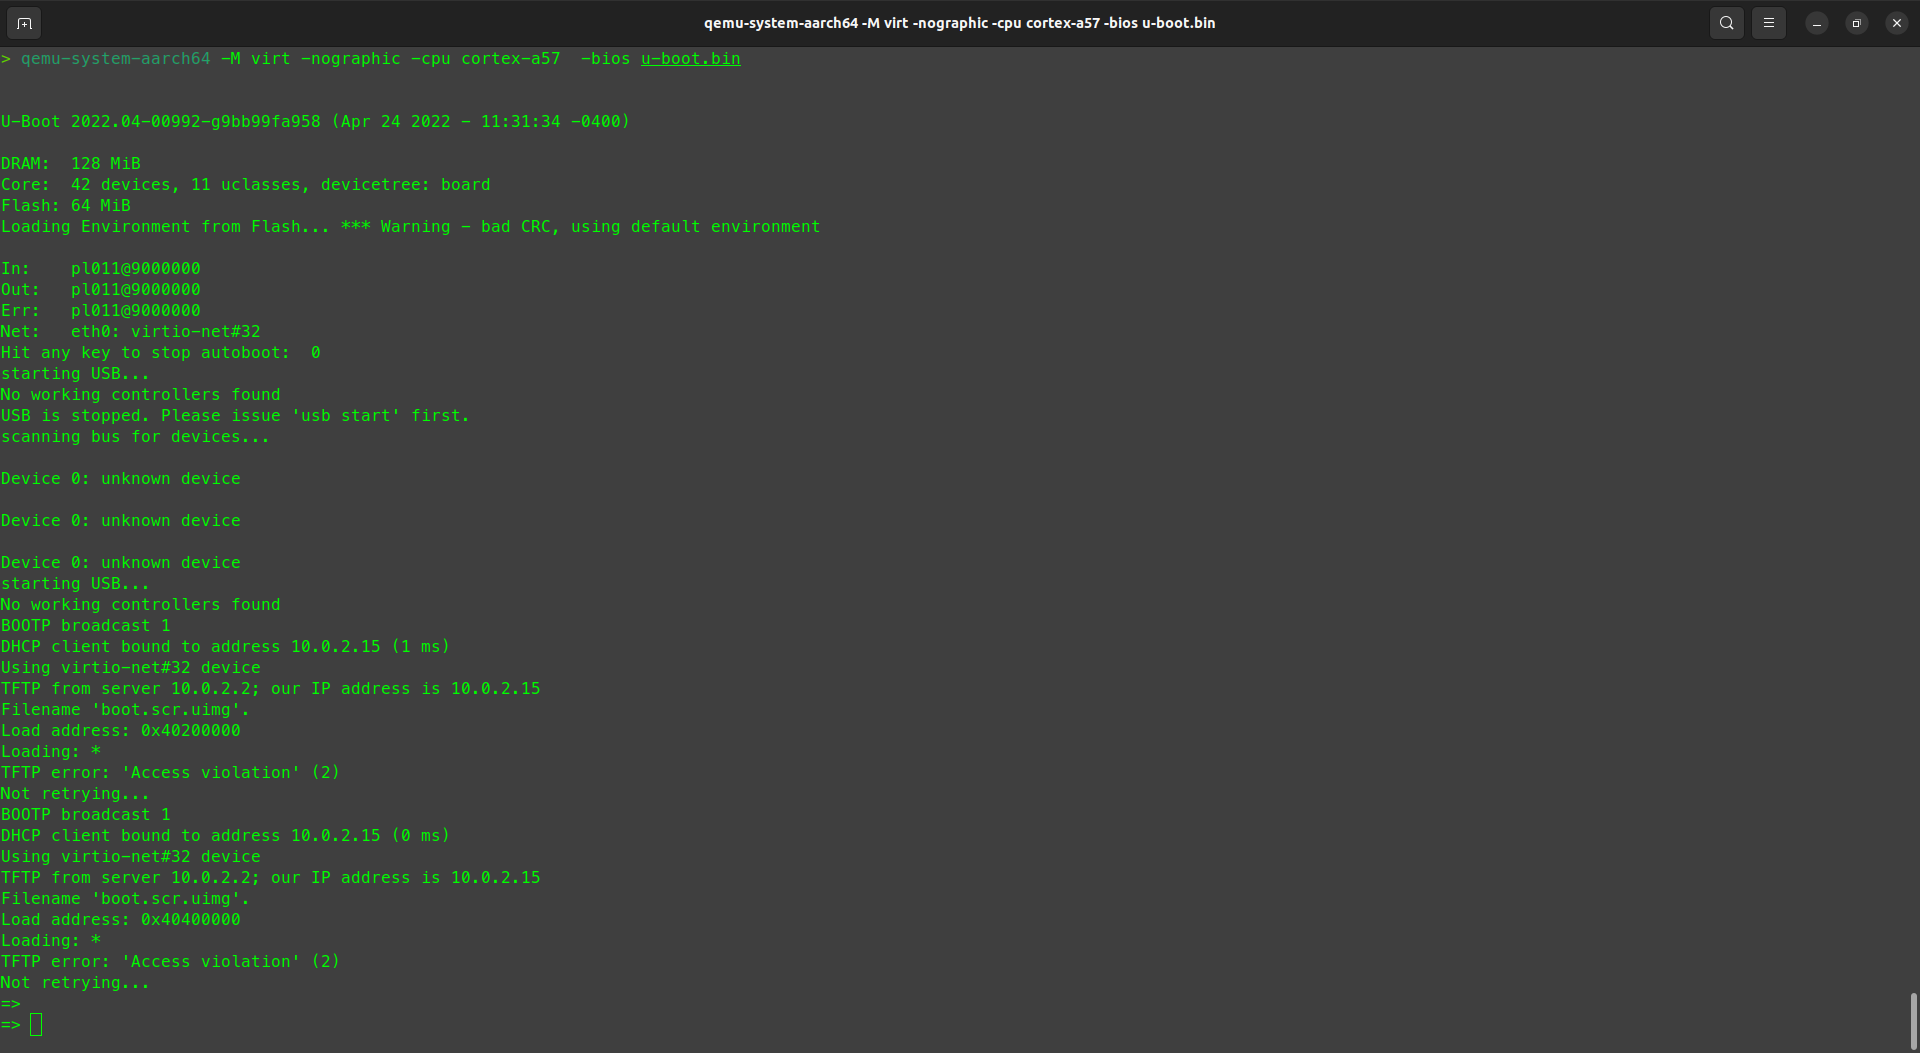 qemu-system-aarch64 -M virt -nographic -cpu cortex-a57 -bios u-boot.bin
> qemu-system-aarch64 -M virt -nographic -cpu cortex-a57  -bios u-boot.bin
U-Boot 2022.04-00992-g9bb99fa958 (Apr 24 2022 - 11:31:34 -0400)
DRAM:  128 MiB
Core:  42 devices, 11 uclasses, devicetree: board
Flash: 64 MiB
Loading Environment from Flash... *** Warning - bad CRC, using default environment
In:    pl011@9000000
Out:   pl011@9000000
Err:   pl011@9000000
Net:   eth0: virtio-net#32
Hit any key to stop autoboot:  0
starting USB...
No working controllers found
USB is stopped. Please issue 'usb start' first.
scanning bus for devices...
Device 0: unknown device
Device 0: unknown device
Device 0: unknown device
starting USB...
No working controllers found
BOOTP broadcast 1
DHCP client bound to address 10.0.2.15 (1 ms)
Using virtio-net#32 device
TFTP from server 10.0.2.2; our IP address is 10.0.2.15
Filename 'boot.scr.uimg'.
Load address: 0x40200000
Loading: *
TFTP error: 'Access violation' (2)
Not retrying...
BOOTP broadcast 1
DHCP client bound to address 10.0.2.15 (0 ms)
Using virtio-net#32 device
TFTP from server 10.0.2.2; our IP address is 10.0.2.15
Filename 'boot.scr.uimg'.
Load address: 0x40400000
Loading: *
TFTP error: 'Access violation' (2)
Not retrying...
=>
=>